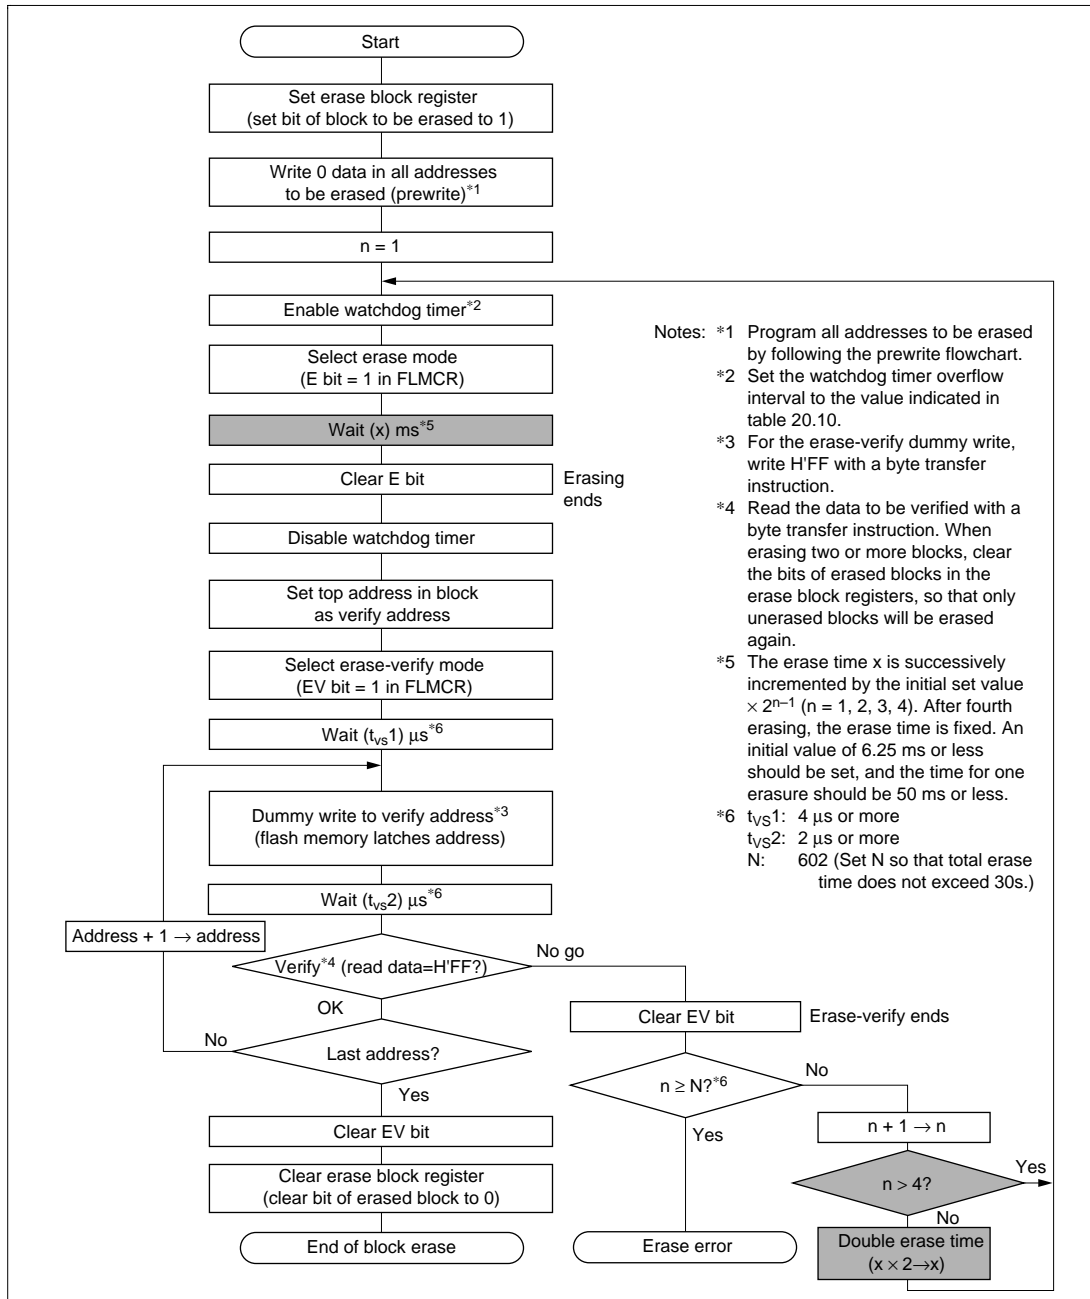 Start
Set erase block register
(set bit of block to be erased to 1)
Write 0 data in all addresses
to be erased (prewrite)*1
n = 1
Enable watchdog timer*2
Select erase mode
(E bit = 1 in FLMCR)
Wait (x) ms*5
Clear E bit
Erasing
ends
Disable watchdog timer
Set top address in block
as verify address
Select erase-verify mode
(EV bit = 1 in FLMCR)
Wait (tvs1) μs*6
Dummy write to verify address*3
(flash memory latches address)
Wait (tvs2) μs*6
Address + 1 → address
Verify*4 (read data=H'FF?)
No go
OK
No
Last address?
Yes
Clear EV bit
Clear erase block register
(clear bit of erased block to 0)
End of block erase
Clear EV bit
Erase-verify ends
n ≥ N?*6
No
Yes
Erase error
n + 1 → n
n > 4?
Yes
No
Double erase time
(x × 2→x)
Notes: *1 Program all addresses to be erased
by following the prewrite flowchart.
*2 Set the watchdog timer overflow
interval to the value indicated in
table 20.10.
*3 For the erase-verify dummy write,
write H'FF with a byte transfer
instruction.
*4 Read the data to be verified with a
byte transfer instruction. When
erasing two or more blocks, clear
the bits of erased blocks in the
erase block registers, so that only
unerased blocks will be erased
again.
*5 The erase time x is successively
incremented by the initial set value
× 2n–1 (n = 1, 2, 3, 4). After fourth
erasing, the erase time is fixed. An
initial value of 6.25 ms or less
should be set, and the time for one
erasure should be 50 ms or less.
*6 tVS1: 4 μs or more
tVS2: 2 μs or more
N: 602 (Set N so that total erase
time does not exceed 30s.)